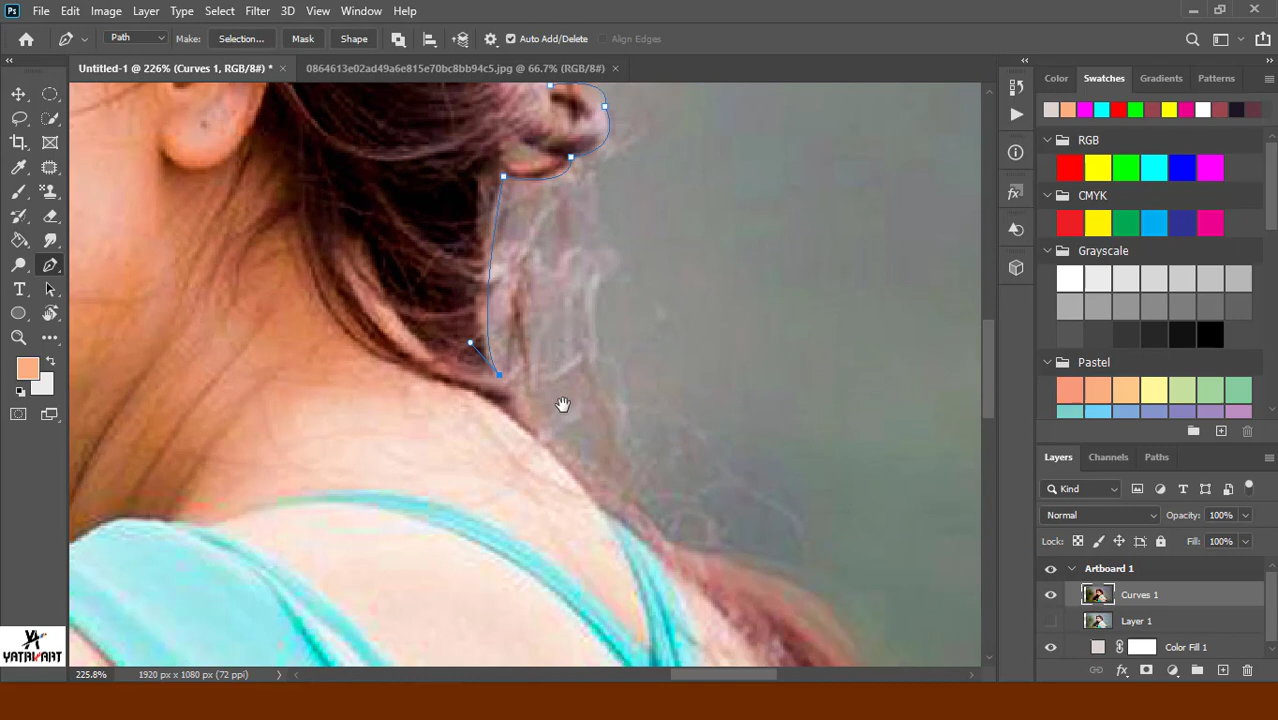 Ps File Edit Image Layer Type Select Filter 3D View Window Help
Path Make: Selection... Mask Shape Auto Add/Delete Align Edges
Untitled-1 @ 226% (Curves 1, RGB/8#) * × 0864613e02ad49a6e815e70bc8bb94c5.jpg @ 66.7% (RGB/8#) ×
Color Swatches Gradients Patterns
RGB
CMYK
Grayscale
Pastel
Layers Channels Paths
Kind
Normal Opacity: 100%
Lock: Fill: 100%
Artboard 1
Curves 1
Layer 1
Color Fill 1
YATRIKART
225.8% 1920 px x 1080 px (72 ppi)